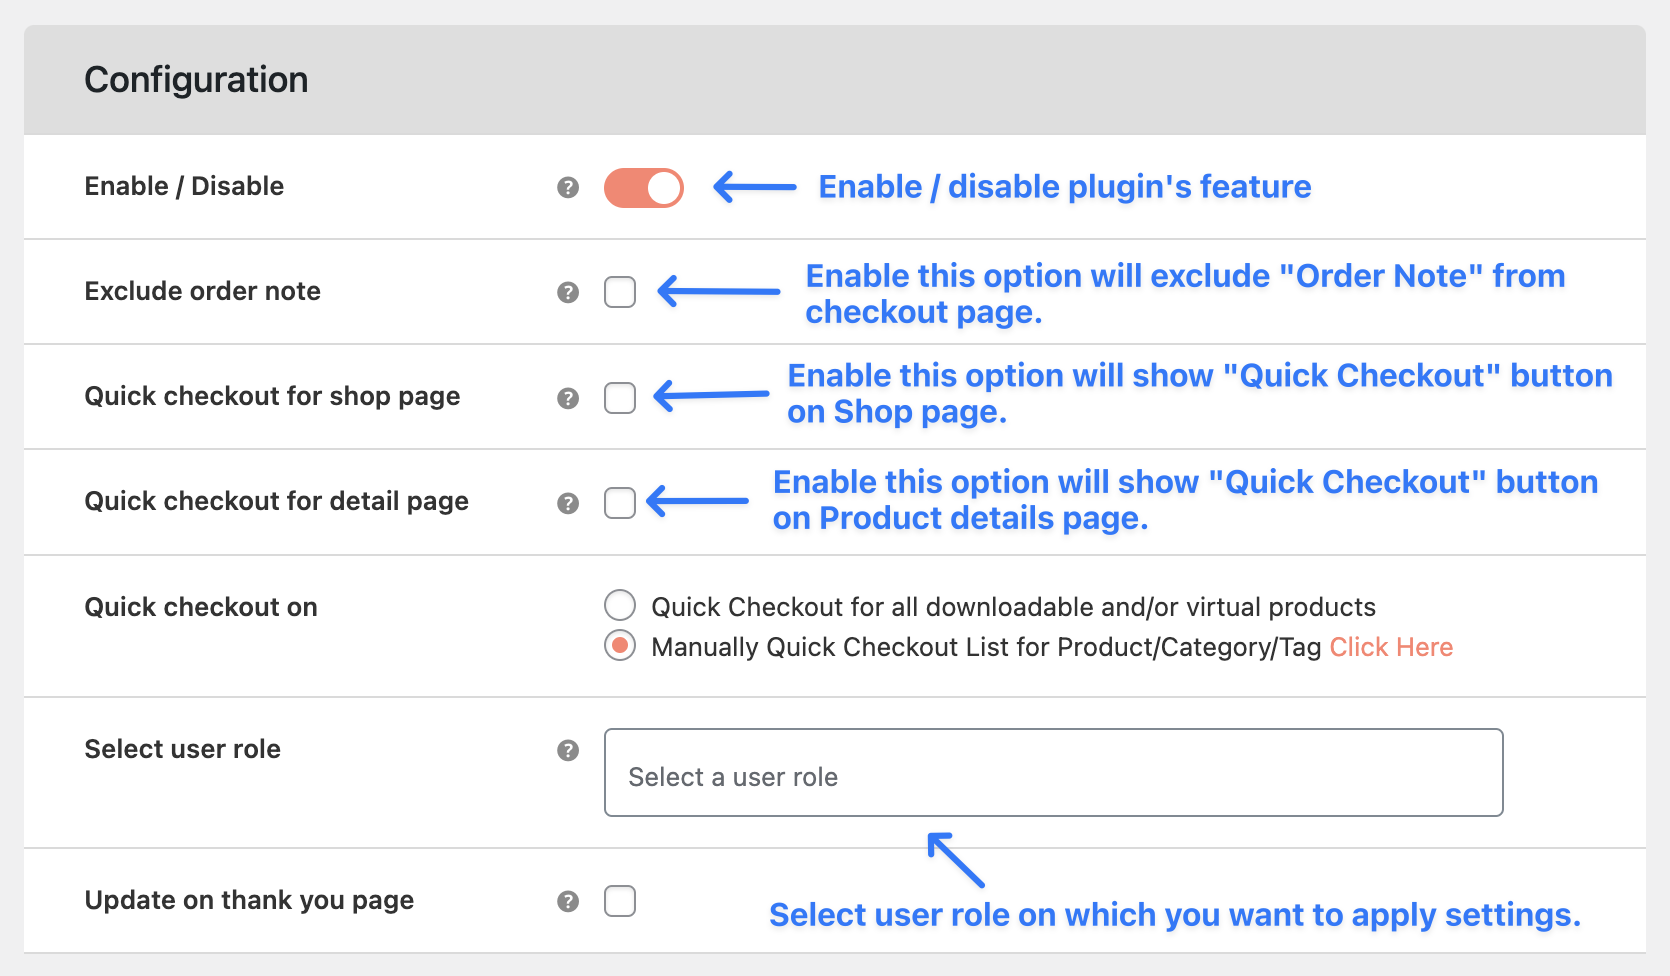 Configuration
Enable / Disable
?
Enable / disable plugin's feature
Exclude order note
?
Enable this option will exclude "Order Note" from
checkout page.
Quick checkout for shop page
?
Enable this option will show "Quick Checkout" button
on Shop page.
Quick checkout for detail page
?
Enable this option will show "Quick Checkout" button
on Product details page.
Quick checkout on
Quick Checkout for all downloadable and/or virtual products
Manually Quick Checkout List for Product/Category/Tag Click Here
Select user role
?
Select a user role
Update on thank you page
?
Select user role on which you want to apply settings.